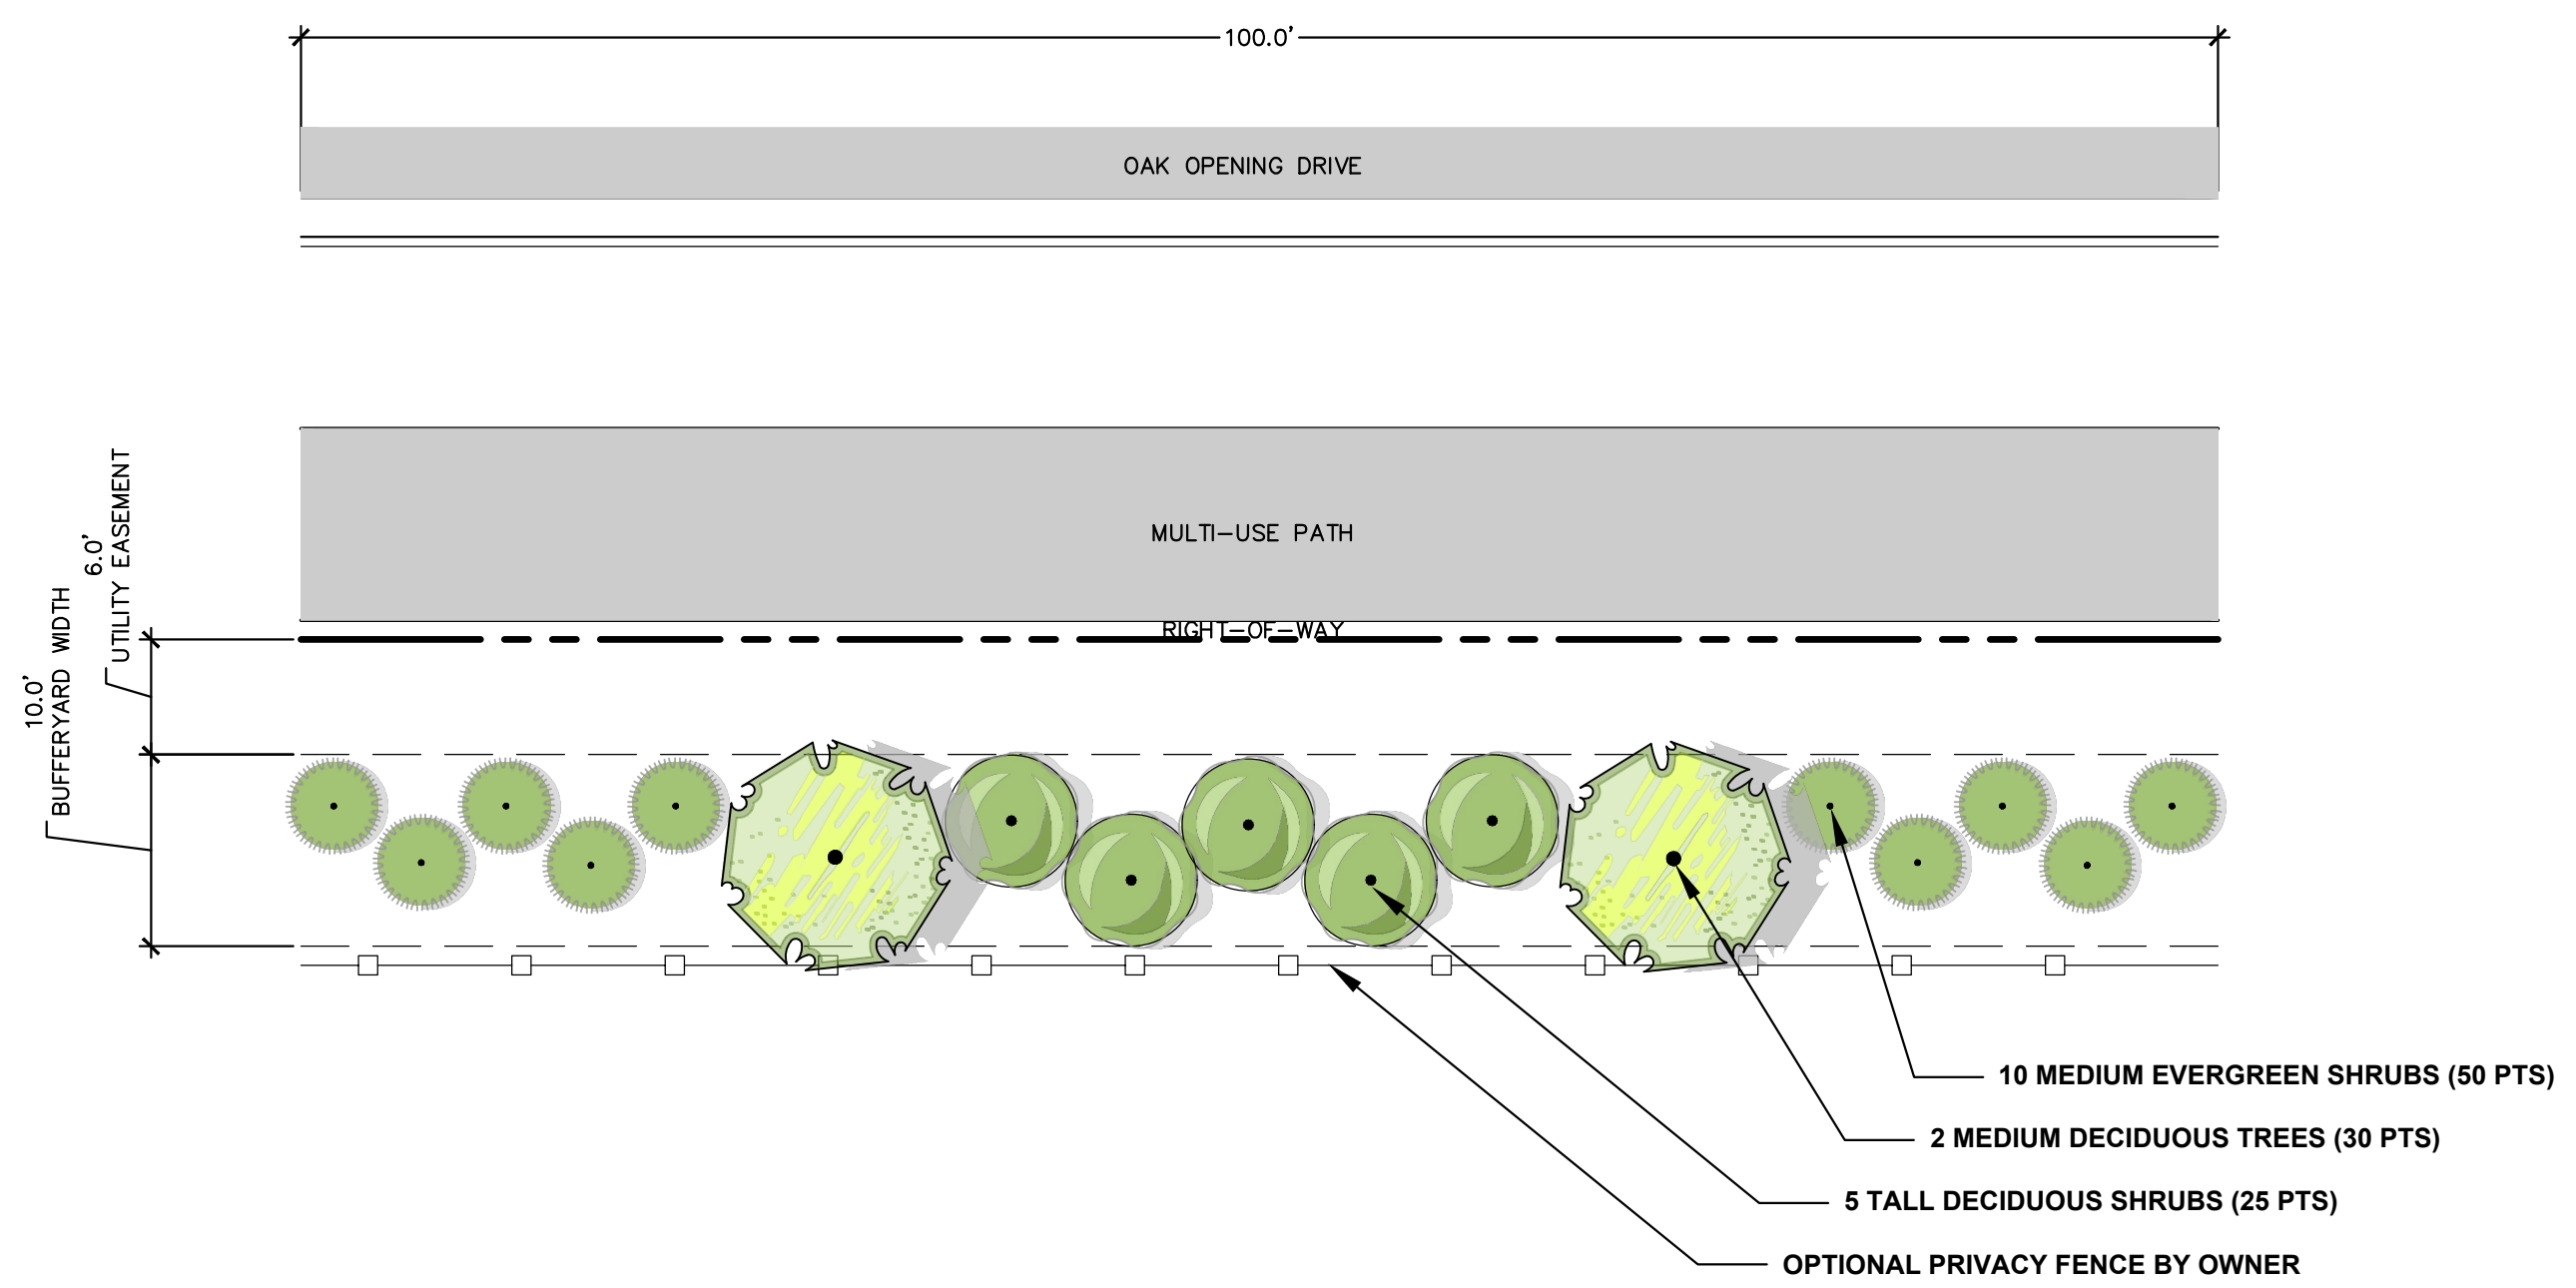 100.0'
OAK OPENING DRIVE
6.0'
UTILITY EASEMENT
MULTI-USE PATH
RIGHT-OF-WAY
10.0'
BUFFERYARD WIDTH
10 MEDIUM EVERGREEN SHRUBS (50 PTS)
2 MEDIUM DECIDUOUS TREES (30 PTS)
5 TALL DECIDUOUS SHRUBS (25 PTS)
OPTIONAL PRIVACY FENCE BY OWNER